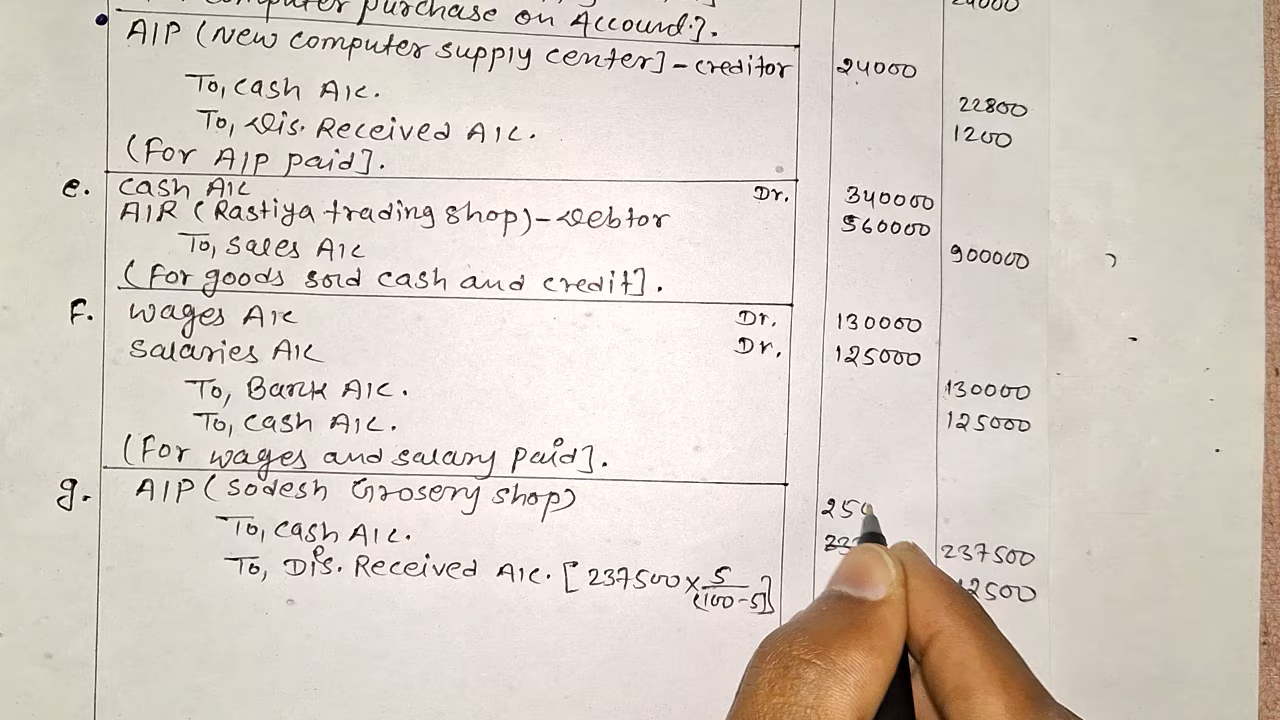 computer purchase on Account].
24000
A/P (New computer supply center] - creditor 24000
To, cash A/C. 22800
To, Dis. Received A/C. 1200
(For A/P paid].
e. cash A/C Dr. 340000
A/R (Rastiya trading shop) - Debtor 560000
To, sales A/C 900000
(For goods sold cash and credit].
f. wages A/C Dr. 130000
salaries A/C Dr. 125000
To, Bank A/C. 130000
To, cash A/C. 125000
(For wages and salary paid].
g. A/P (Sodesh Grosery shop) 250
To, cash A/C. 237500
To, Dis. Received A/C. [237500 × 5/(100-5)] 2500